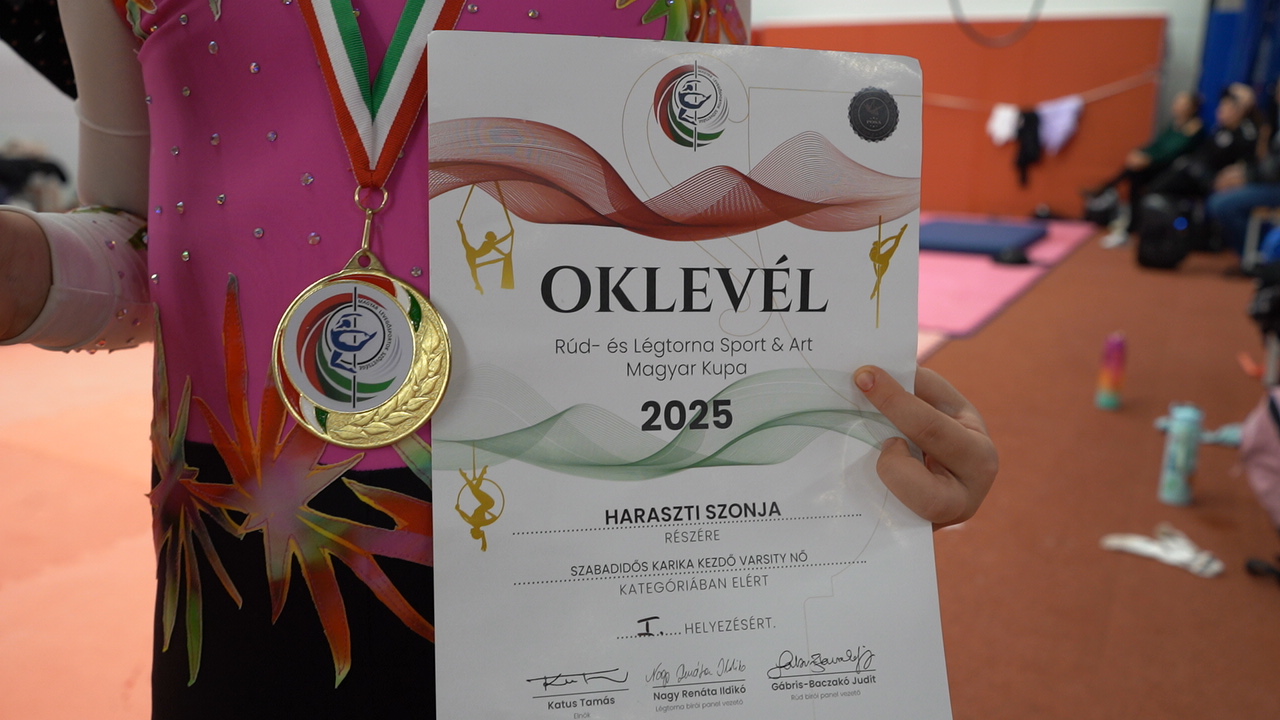 OKLEVÉL
Rúd- és Légtorna Sport & Art
Magyar Kupa
2025
HARASZTI SZONJA
RÉSZÉRE
SZABADIDŐS KARIKA KEZDŐ VARSITY NŐ
KATEGÓRIÁBAN ELÉRT
I. HELYEZÉSÉRT.
Katus Tamás
Elnök
Nagy Renáta Ildikó
Légtorna bírói panel vezető
Gábris-Baczakó Judit
Rúd bírói panel vezető